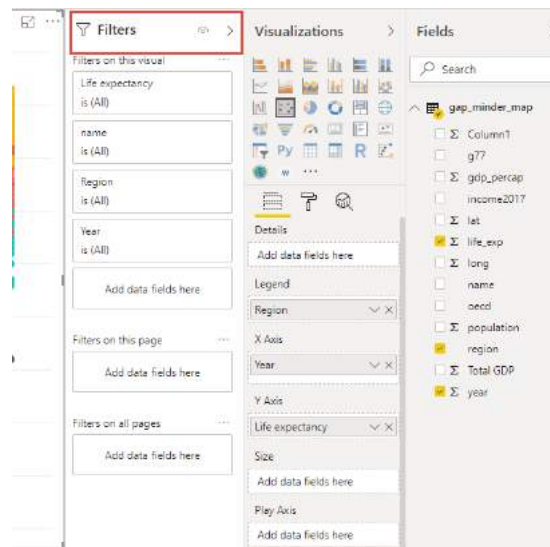 Filters
Filters on this visual
Life expectancy
is (All)
name
is (All)
Region
is (All)
Year
is (All)
Add data fields here
Filters on this page
Add data fields here
Filters on all pages
Add data fields here
Visualizations
Py
R
w
Details
Add data fields here
Legend
Region
X Axis
Year
Y Axis
Life expectancy
Size
Add data fields here
Play Axis
Add data fields here
Fields
Search
gap_minder_map
Σ Column1
g77
Σ gdp_percap
income2017
Σ lat
Σ life_exp
Σ long
name
oecd
Σ population
region
Σ Total GDP
Σ year